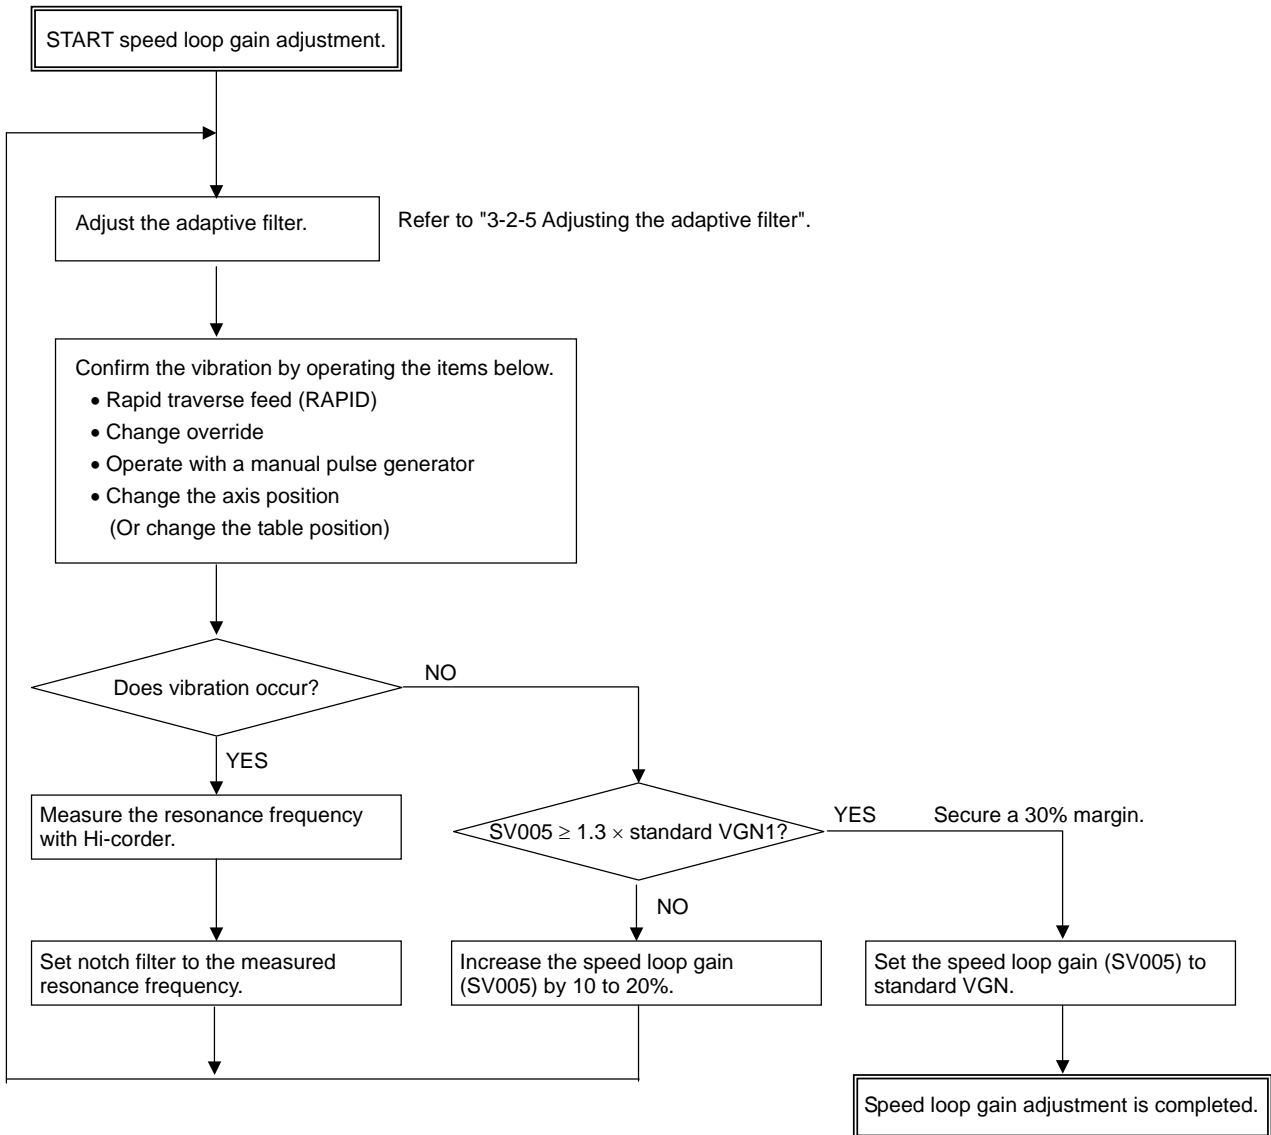 START speed loop gain adjustment.
Adjust the adaptive filter.
Refer to "3-2-5 Adjusting the adaptive filter".
Confirm the vibration by operating the items below.
• Rapid traverse feed (RAPID)
• Change override
• Operate with a manual pulse generator
• Change the axis position
(Or change the table position)
Does vibration occur?
NO
YES
Measure the resonance frequency
with Hi-corder.
SV005 ≥ 1.3 × standard VGN1?
YES
Secure a 30% margin.
NO
Set notch filter to the measured
resonance frequency.
Increase the speed loop gain
(SV005) by 10 to 20%.
Set the speed loop gain (SV005) to
standard VGN.
Speed loop gain adjustment is completed.